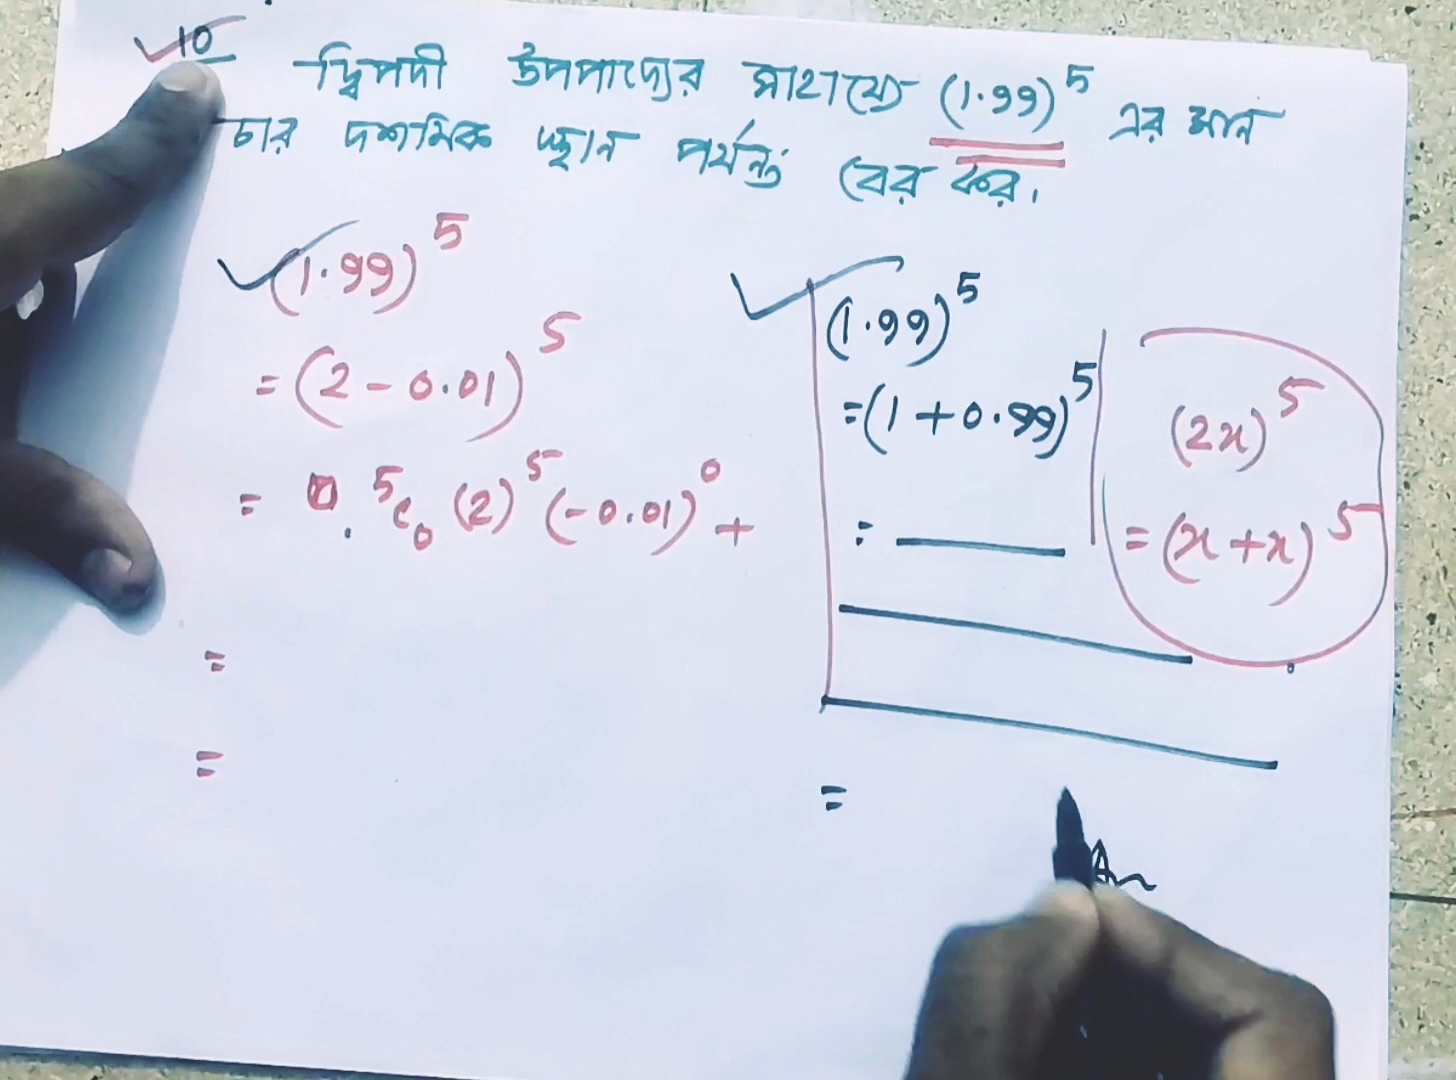 10
দ্বিপদী উপপাদ্যের সাহায্যে (1.99)^5 এর মান
চার দশমিক স্থান পর্যন্ত বের কর।
(1.99)^5
= (2 - 0.01)^5
= ^5C_0 (2)^5 (-0.01)^0 +
=
=
(1.99)^5
= (1 + 0.99)^5
=
=
(2x)^5
= (x + x)^5